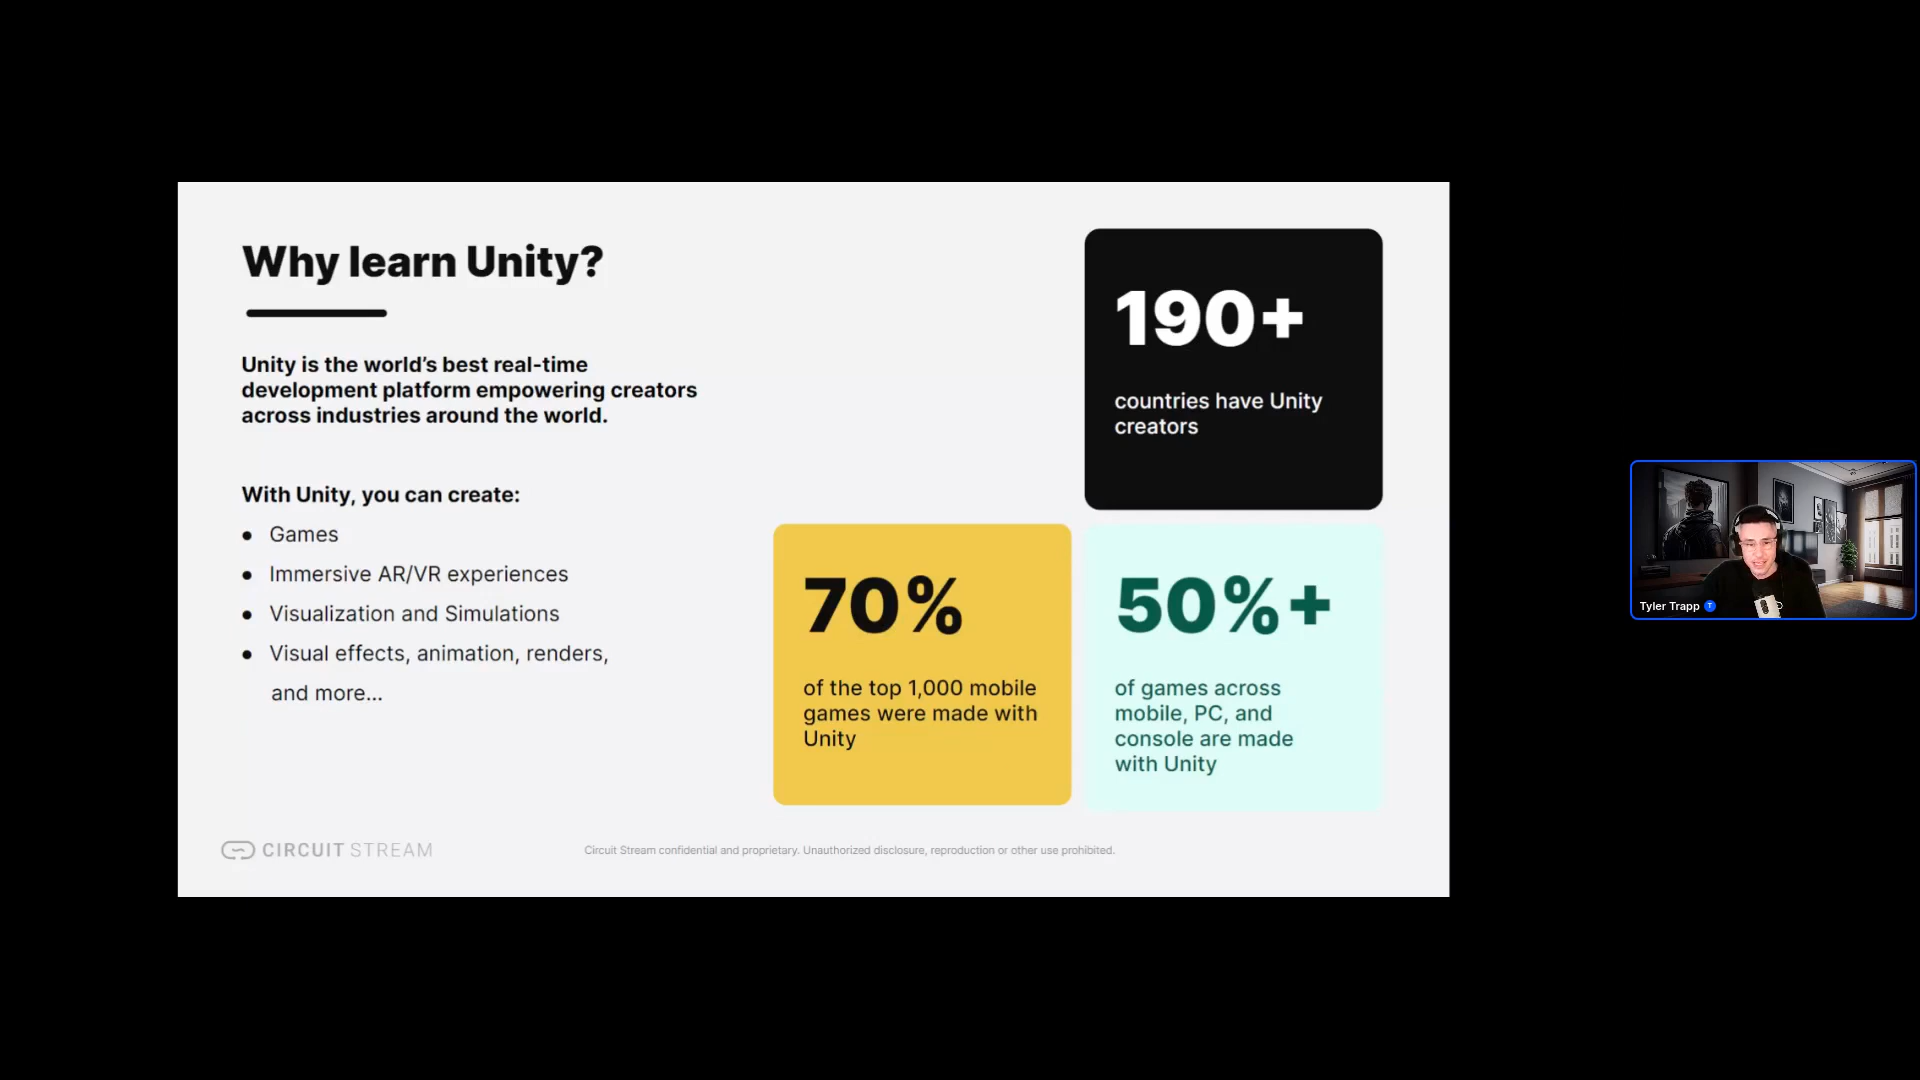 Why learn Unity?
Unity is the world’s best real-time
development platform empowering creators
across industries around the world.
With Unity, you can create:
● Games
● Immersive AR/VR experiences
● Visualization and Simulations
● Visual effects, animation, renders,
and more...
190+
countries have Unity
creators
70%
of the top 1,000 mobile
games were made with
Unity
50%+
of games across
mobile, PC, and
console are made
with Unity
CIRCUIT STREAM
Circuit Stream confidential and proprietary. Unauthorized disclosure, reproduction or other use prohibited.
Tyler Trapp T